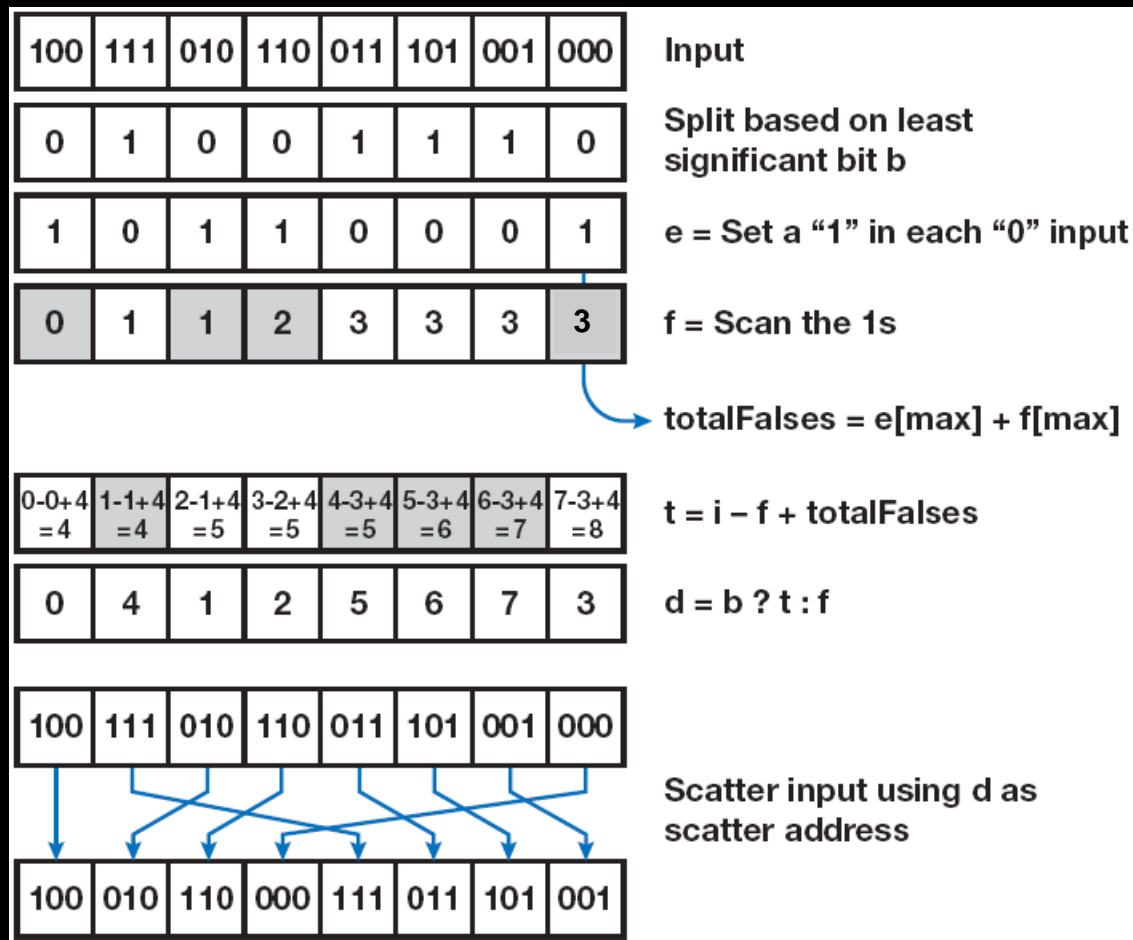 100 111 010 110 011 101 001 000 Input
0 1 0 0 1 1 1 0 Split based on least
significant bit b
1 0 1 1 0 0 0 1 e = Set a “1” in each “0” input
0 1 1 2 3 3 3 3 f = Scan the 1s
totalFalses = e[max] + f[max]
0-0+4 1-1+4 2-1+4 3-2+4 4-3+4 5-3+4 6-3+4 7-3+4 t = i – f + totalFalses
=4 =4 =5 =5 =5 =6 =7 =8
0 4 1 2 5 6 7 3 d = b ? t : f
100 111 010 110 011 101 001 000
Scatter input using d as
scatter address
100 010 110 000 111 011 101 001